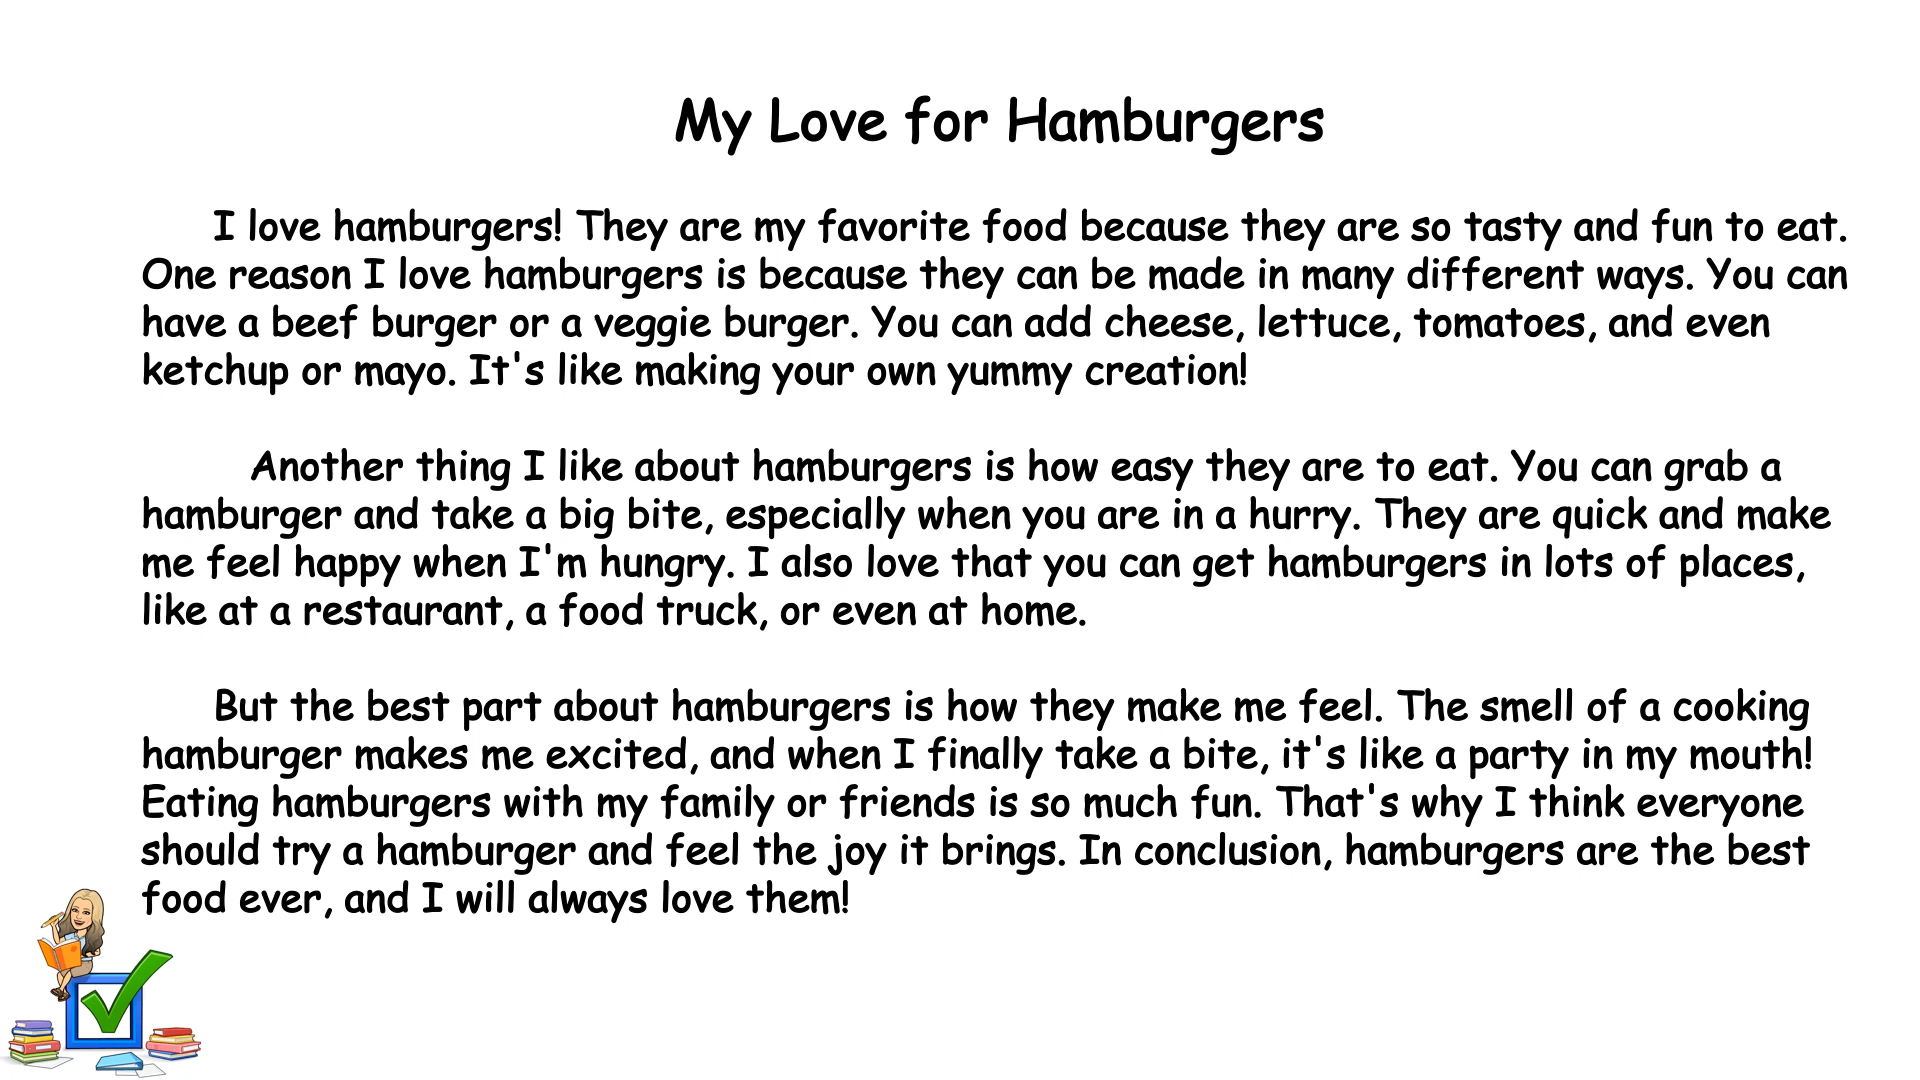 My Love for Hamburgers
I love hamburgers! They are my favorite food because they are so tasty and fun to eat.
One reason I love hamburgers is because they can be made in many different ways. You can
have a beef burger or a veggie burger. You can add cheese, lettuce, tomatoes, and even
ketchup or mayo. It's like making your own yummy creation!
Another thing I like about hamburgers is how easy they are to eat. You can grab a
hamburger and take a big bite, especially when you are in a hurry. They are quick and make
me feel happy when I'm hungry. I also love that you can get hamburgers in lots of places,
like at a restaurant, a food truck, or even at home.
But the best part about hamburgers is how they make me feel. The smell of a cooking
hamburger makes me excited, and when I finally take a bite, it's like a party in my mouth!
Eating hamburgers with my family or friends is so much fun. That's why I think everyone
should try a hamburger and feel the joy it brings. In conclusion, hamburgers are the best
food ever, and I will always love them!